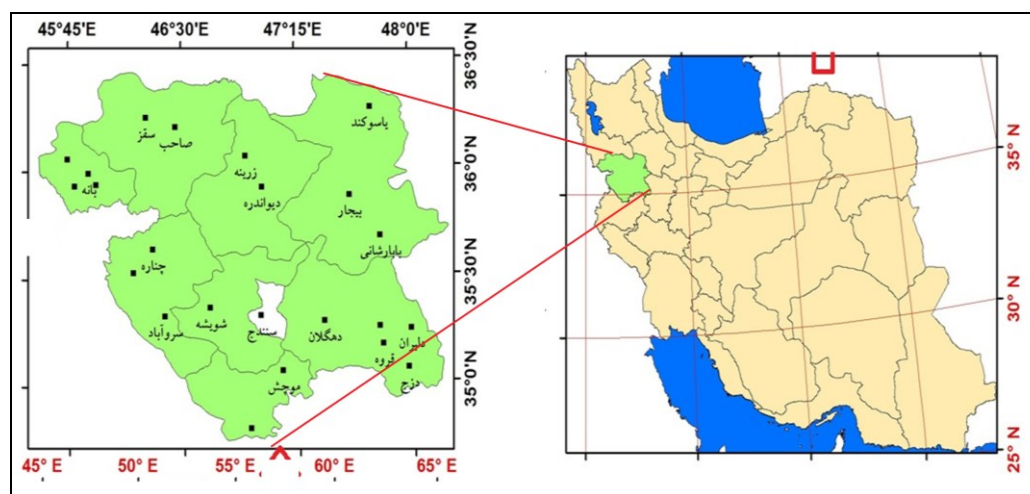 45°45'E 46°30'E 47°15'E 48°0'E
36°30'N
36°0'N
35°30'N
35°0'N
یاسوکند
سقز
صاحب
زرینه
بانه
دیواندره
بیجار
بابارشانی
چناره
سروآباد
شویشه
سنندج
دهگلان
دلبران
قروه
دزج
موچش
45° E 50° E 55° E 60° E 65° E
35° N
30° N
25° N